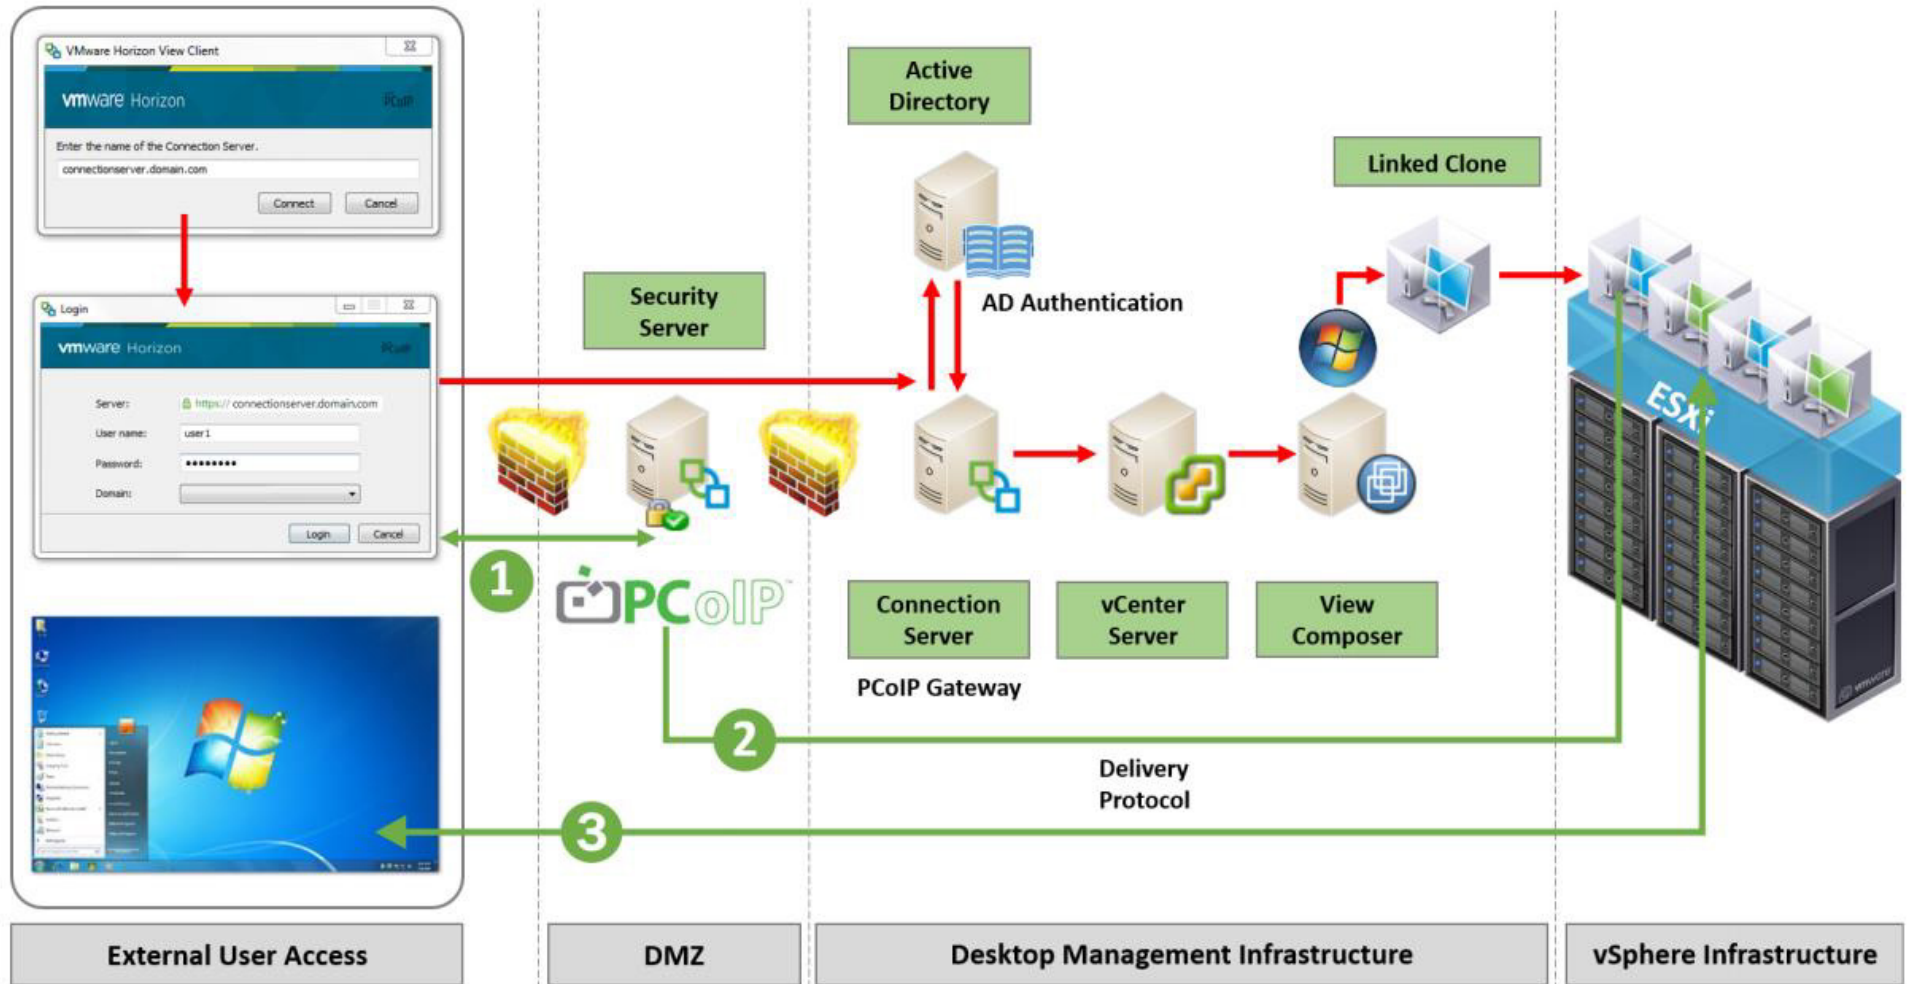 VMware Horizon View Client
vmware Horizon
PCoIP
Enter the name of the Connection Server.
connectionserver.domain.com
Connect
Cancel
Login
vmware Horizon
PCoIP
Server:
https:// connectionserver.domain.com
User name:
user1
Password:
Domain:
Login
Cancel
External User Access
Security
Server
1
PCoIP
2
3
DMZ
Active
Directory
AD Authentication
Linked Clone
Connection
Server
PCoIP Gateway
vCenter
Server
View
Composer
Delivery
Protocol
Desktop Management Infrastructure
ESXi
vmware
vSphere Infrastructure